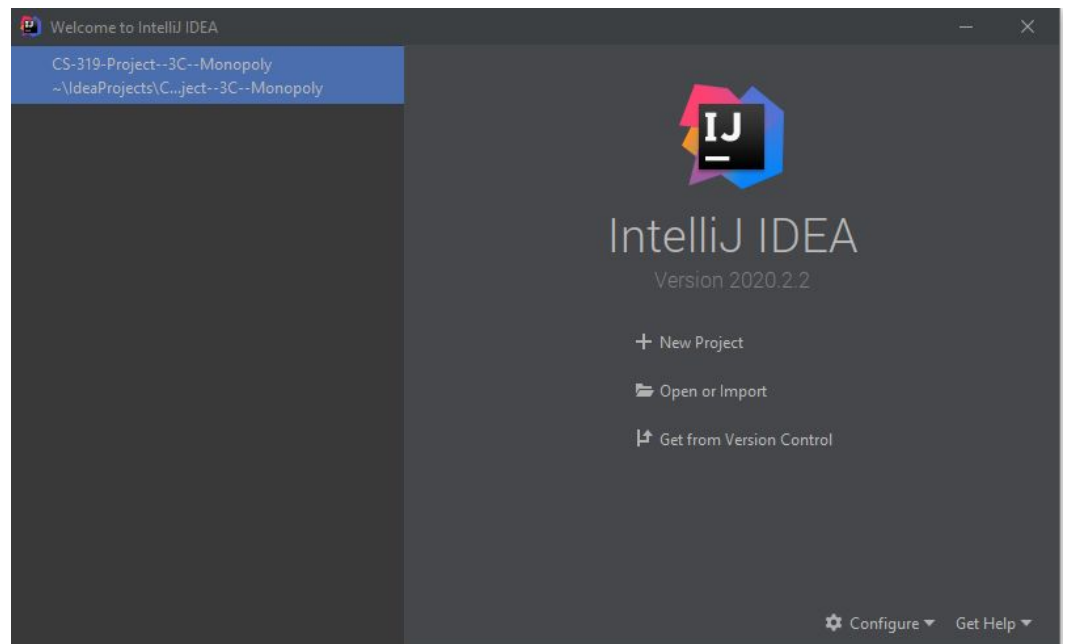 Welcome to IntelliJ IDEA
CS-319-Project--3C--Monopoly
~\IdeaProjects\C...ject--3C--Monopoly
IJ
IntelliJ IDEA
Version 2020.2.2
New Project
Open or Import
Get from Version Control
Configure Get Help